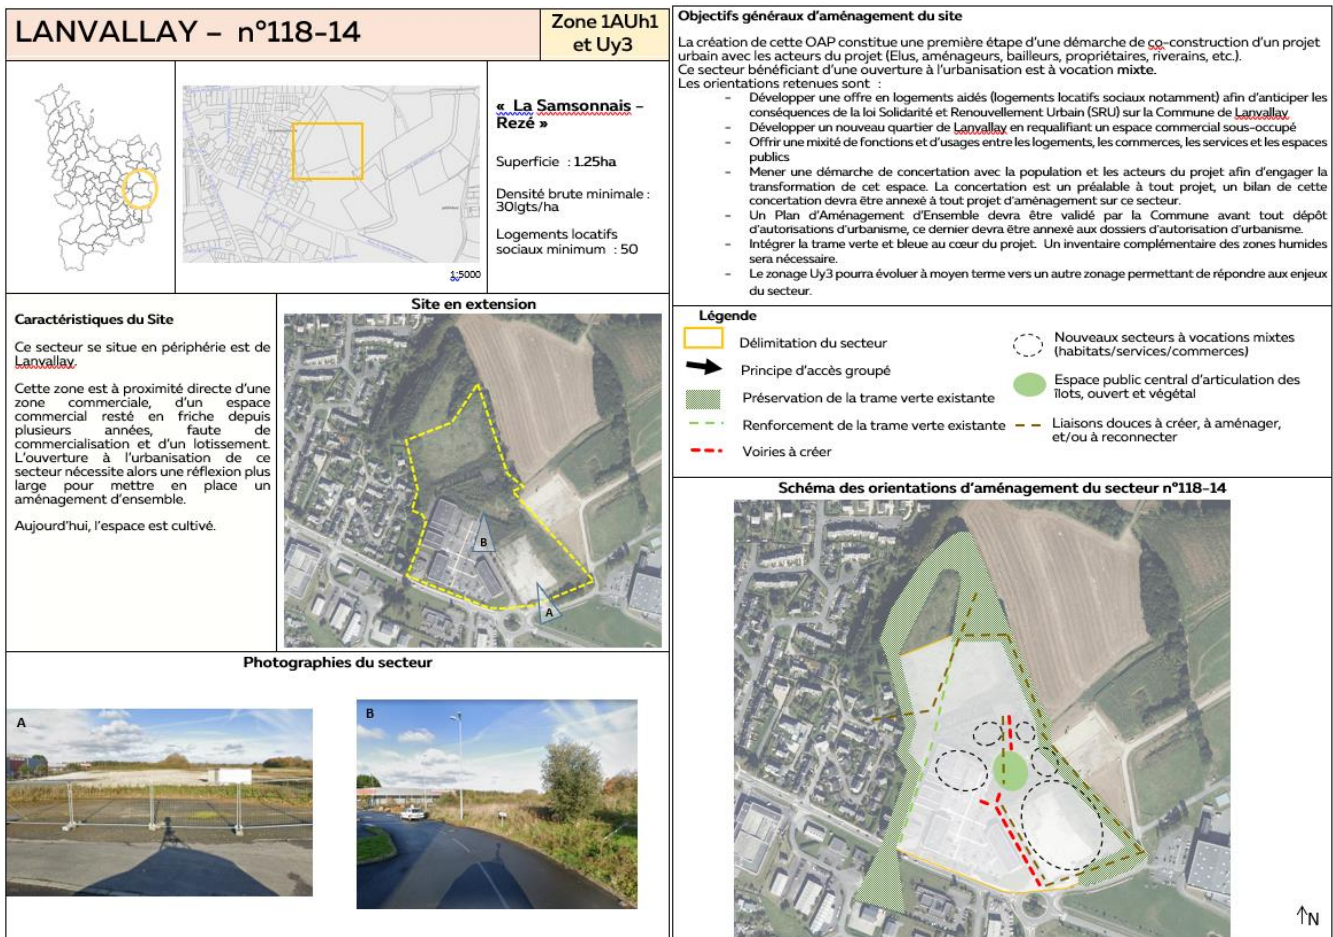 LANVALLAY – n°118-14
Zone 1AUh1
et Uy3
« La Samsonnais –
Rezé »
Superficie : 1.25ha
Densité brute minimale :
30lgts/ha
Logements locatifs
sociaux minimum : 50
1:5000
Caractéristiques du Site
Ce secteur se situe en périphérie est de
Lanvallay.
Cette zone est à proximité directe d'une
zone commerciale, d'un espace
commercial resté en friche depuis
plusieurs années, faute de
commercialisation et d'un lotissement.
L'ouverture à l'urbanisation de ce
secteur nécessite alors une réflexion plus
large pour mettre en place un
aménagement d'ensemble.
Aujourd'hui, l'espace est cultivé.
Site en extension
B
A
Photographies du secteur
A
B
Objectifs généraux d'aménagement du site
La création de cette OAP constitue une première étape d'une démarche de co-construction d'un projet
urbain avec les acteurs du projet (Elus, aménageurs, bailleurs, propriétaires, riverains, etc.).
Ce secteur bénéficiant d'une ouverture à l'urbanisation est à vocation mixte.
Les orientations retenues sont :
– Développer une offre en logements aidés (logements locatifs sociaux notamment) afin d'anticiper les
conséquences de la loi Solidarité et Renouvellement Urbain (SRU) sur la Commune de Lanvallay
– Développer un nouveau quartier de Lanvallay en requalifiant un espace commercial sous-occupé
– Offrir une mixité de fonctions et d'usages entre les logements, les commerces, les services et les espaces
publics
– Mener une démarche de concertation avec la population et les acteurs du projet afin d'engager la
transformation de cet espace. La concertation est un préalable à tout projet, un bilan de cette
concertation devra être annexé à tout projet d'aménagement sur ce secteur.
– Un Plan d'Aménagement d'Ensemble devra être validé par la Commune avant tout dépôt
d'autorisations d'urbanisme, ce dernier devra être annexé aux dossiers d'autorisation d'urbanisme.
– Intégrer la trame verte et bleue au cœur du projet. Un inventaire complémentaire des zones humides
sera nécessaire.
– Le zonage Uy3 pourra évoluer à moyen terme vers un autre zonage permettant de répondre aux enjeux
du secteur.
Légende
Délimitation du secteur
Principe d'accès groupé
Préservation de la trame verte existante
Renforcement de la trame verte existante
Voiries à créer
Nouveaux secteurs à vocations mixtes
(habitats/services/commerces)
Espace public central d'articulation des
îlots, ouvert et végétal
Liaisons douces à créer, à aménager,
et/ou à reconnecter
Schéma des orientations d'aménagement du secteur n°118-14
N